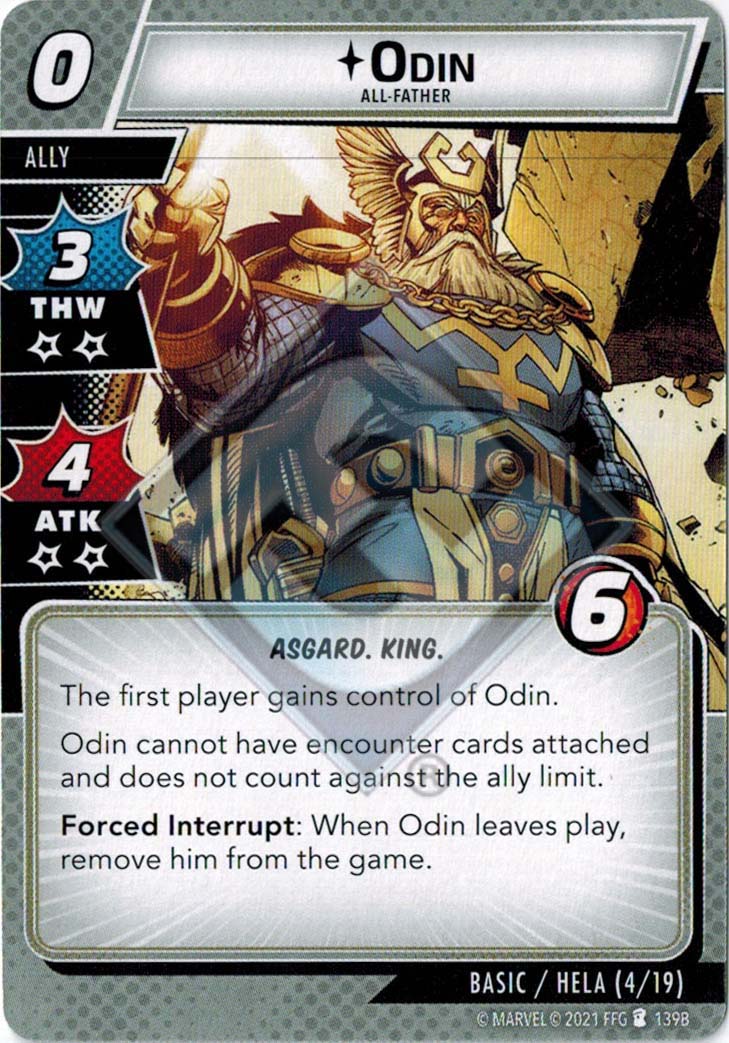 0
ODIN
ALL-FATHER
ALLY
3
THW
4
ATK
6
ASGARD. KING.
The first player gains control of Odin.
Odin cannot have encounter cards attached
and does not count against the ally limit.
Forced Interrupt: When Odin leaves play,
remove him from the game.
®
BASIC / HELA (4/19)
© MARVEL © 2021 FFG 139B